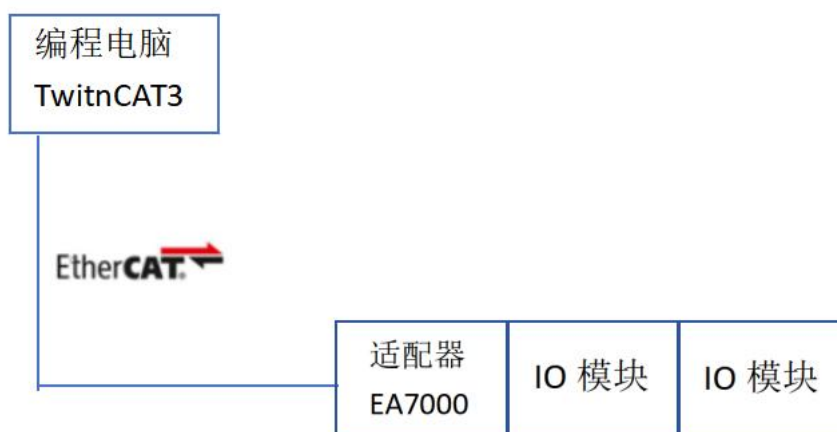 编程电脑
TwitnCAT3
EtherCAT®
适配器
EA7000
IO 模块
IO 模块